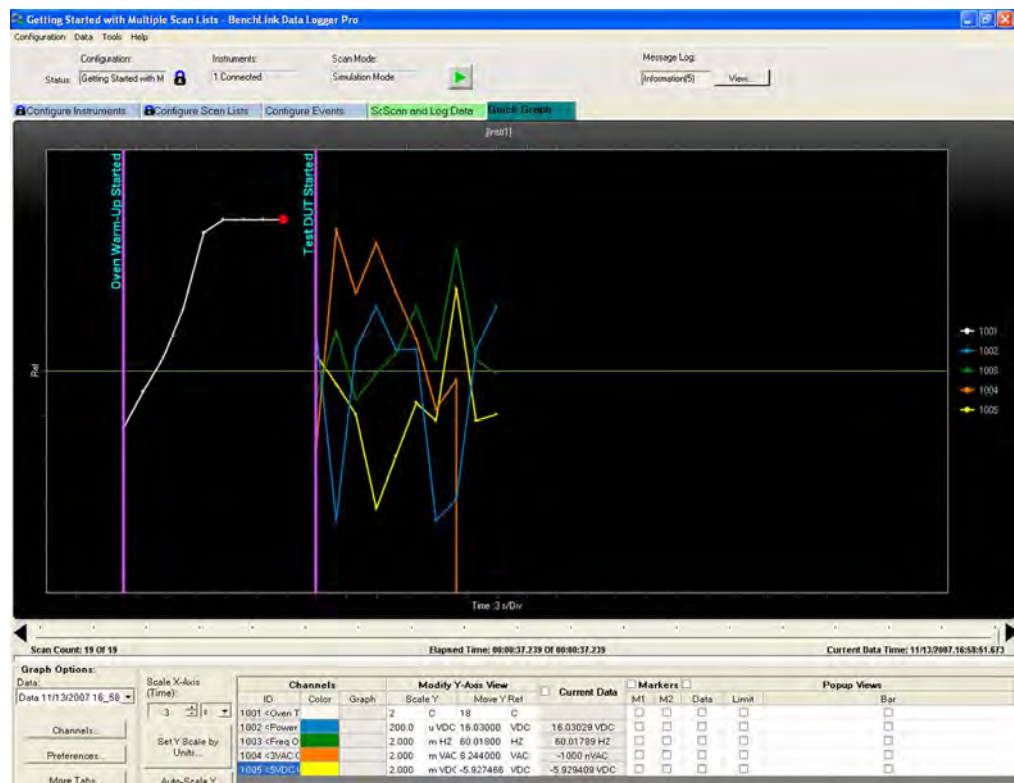 Getting Started with Multiple Scan Lists - BenchLink Data Logger Pro
Configuration Data Tools Help
Configuration: Instruments: Scan Mode: Message Log:
Status: Getting Started with M 1 Connected Simulation Mode Information(5) View...
Configure Instruments Configure Scan Lists Configure Events ScScan and Log Data Quick Graph
[Instr1]
Oven Warm-Up Started
Test DUT Started
Ref
1001
1002
1003
1004
1005
Time :3 s/Div
Scan Count: 19 Of 19 Elapsed Time: 00:00:37.239 Of 00:00:37.239 Current Data Time: 11/13/2007.16:58:51.673
Graph Options:
Data: Scale X-Axis (Time): Channels Modify Y-Axis View Current Data Markers Popup Views
Data 11/13/2007 16_58 ID Color Graph Scale Y Move Y Ref M1 M2 Data Limit Bar
3 s 1001 <Oven T 2 C 18 C
Channels... 1002 <Power 200.0 u VDC 16.03000 VDC 16.03029 VDC
Set Y Scale by Units... 1003 <Freq O 2.000 m HZ 60.01800 HZ 60.01789 HZ
Preferences... 1004 <3VAC C 2.000 m VAC 8.244000 VAC -1000 nVAC
1005 <5VDC 2.000 m VDC -5.927466 VDC -5.929409 VDC
More Tabs Auto-Scale Y